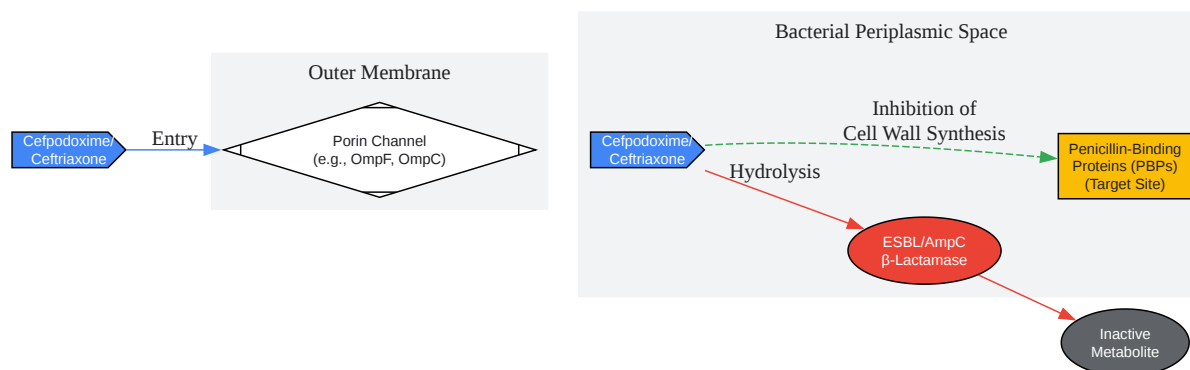 Outer Membrane
Cefpodoxime/
Ceftriaxone
Entry
Porin Channel
(e.g., OmpF, OmpC)
Bacterial Periplasmic Space
Cefpodoxime/
Ceftriaxone
Inhibition of
Cell Wall Synthesis
Hydrolysis
Penicillin-Binding
Proteins (PBPs)
(Target Site)
ESBL/AmpC
β-Lactamase
Inactive
Metabolite